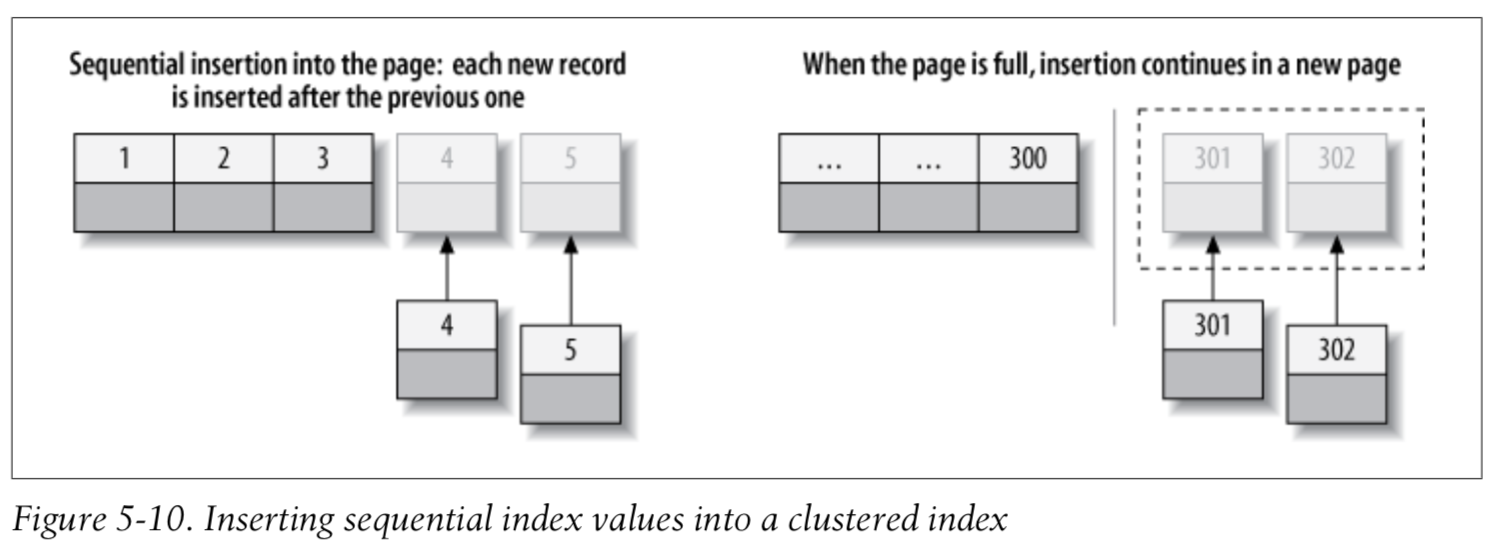 Sequential insertion into the page: each new record
is inserted after the previous one
1 2 3 4 5
4
5
When the page is full, insertion continues in a new page
... ... 300 301 302
301
302
Figure 5-10. Inserting sequential index values into a clustered index